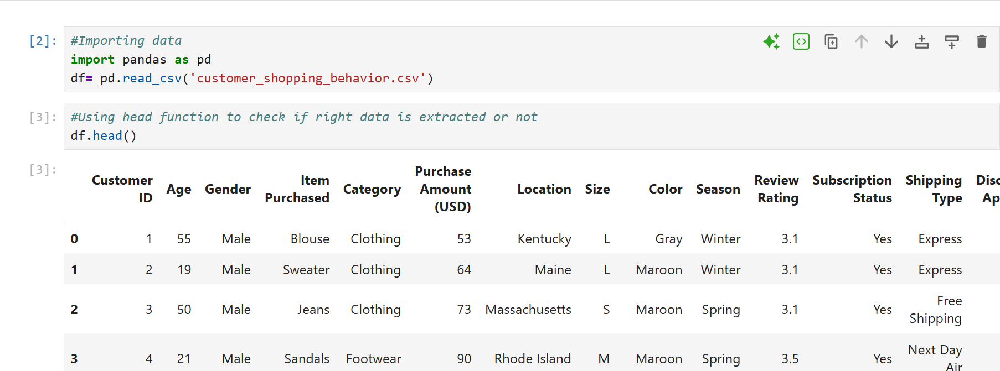 [2]:
#Importing data
import pandas as pd
df= pd.read_csv('customer_shopping_behavior.csv')
[3]:
#Using head function to check if right data is extracted or not
df.head()
[3]:
Customer ID Age Gender Item Purchased Category Purchase Amount (USD) Location Size Color Season Review Rating Subscription Status Shipping Type
0 1 55 Male Blouse Clothing 53 Kentucky L Gray Winter 3.1 Yes Express
1 2 19 Male Sweater Clothing 64 Maine L Maroon Winter 3.1 Yes Express
2 3 50 Male Jeans Clothing 73 Massachusetts S Maroon Spring 3.1 Yes Free Shipping
3 4 21 Male Sandals Footwear 90 Rhode Island M Maroon Spring 3.5 Yes Next Day Air